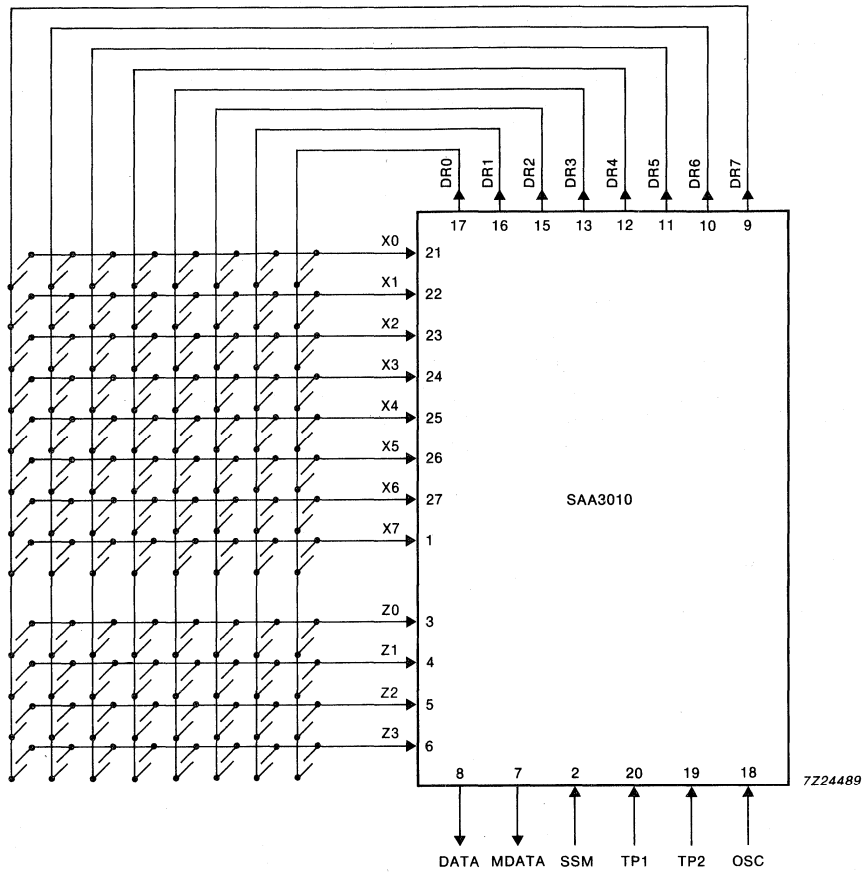 DR0 DR1 DR2 DR3 DR4 DR5 DR6 DR7
17 16 15 13 12 11 10 9
X0 21
X1 22
X2 23
X3 24
X4 25
X5 26
X6 27
SAA3010
X7 1
Z0 3
Z1 4
Z2 5
Z3 6
8 7 2 20 19 18
7Z24489
DATA MDATA SSM TP1 TP2 OSC